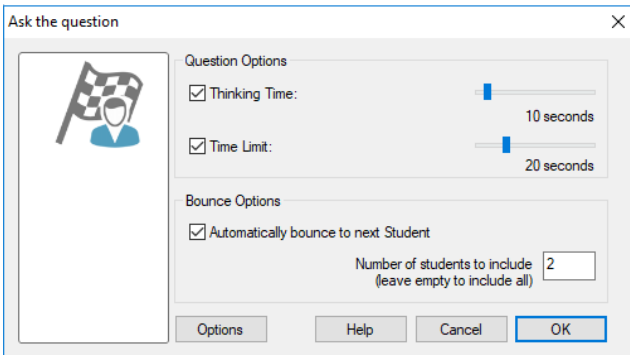 Ask the question
Question Options
Thinking Time:
10 seconds
Time Limit:
20 seconds
Bounce Options
Automatically bounce to next Student
Number of students to include 2
(leave empty to include all)
Options Help Cancel OK